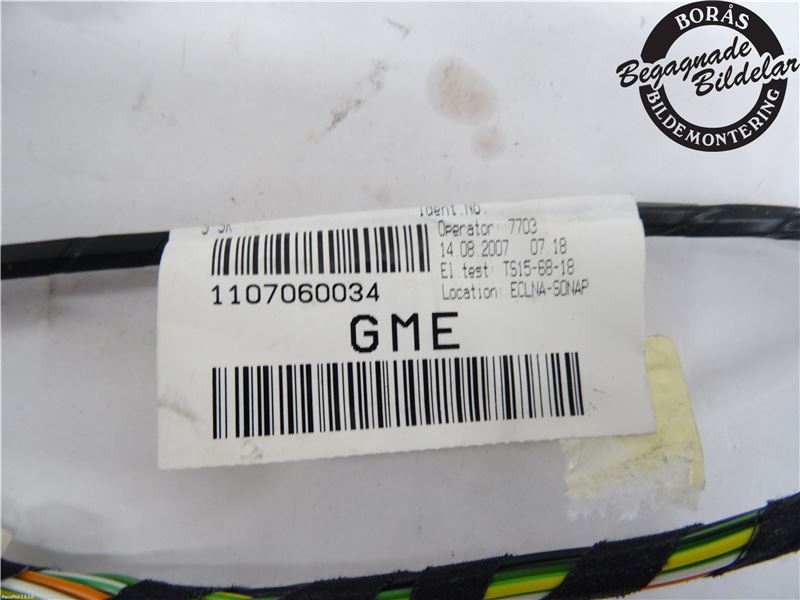 BORÅS
Begagnade
Bildelar
BILDEMONTERING
Ident.No.
Operator: 7703
14.08.2007 07:18
El.test: TS15-68-18
Location: ECLNA-SONAP
1107060034
GME